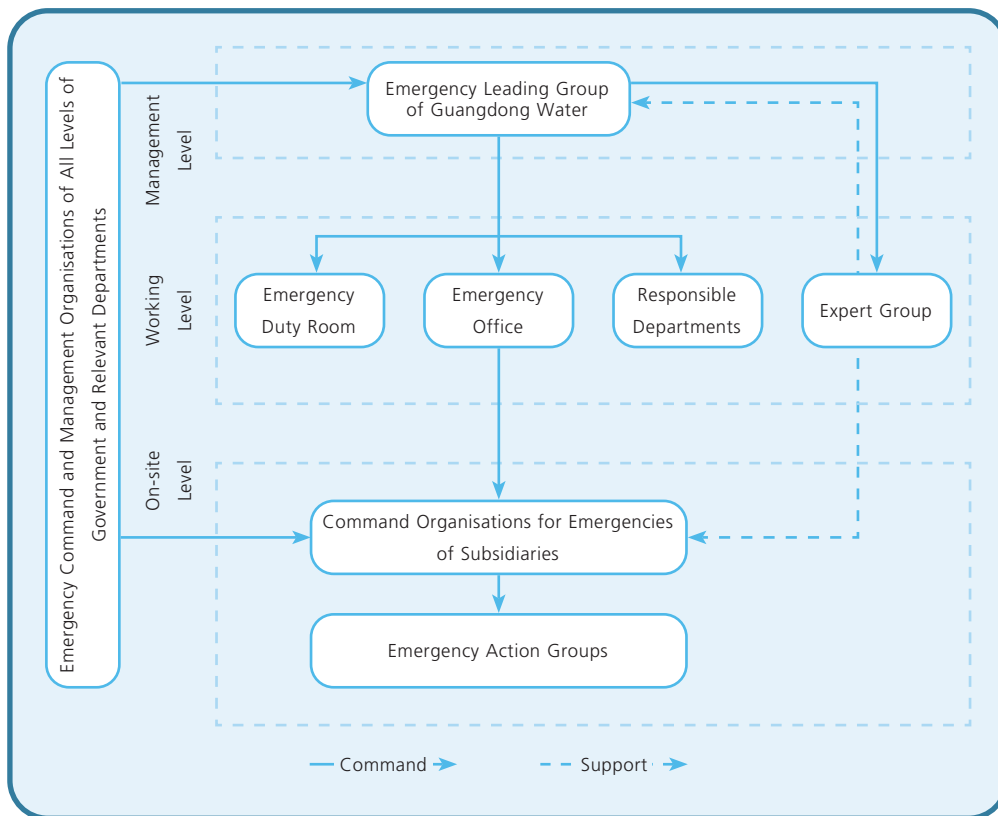 Emergency Command and Management Organisations of All Levels of
Government and Relevant Departments
Management
Level
Emergency Leading Group
of Guangdong Water
Working
Level
Emergency
Duty Room
Emergency
Office
Responsible
Departments
Expert Group
On-site
Level
Command Organisations for Emergencies
of Subsidiaries
Emergency Action Groups
Command
Support